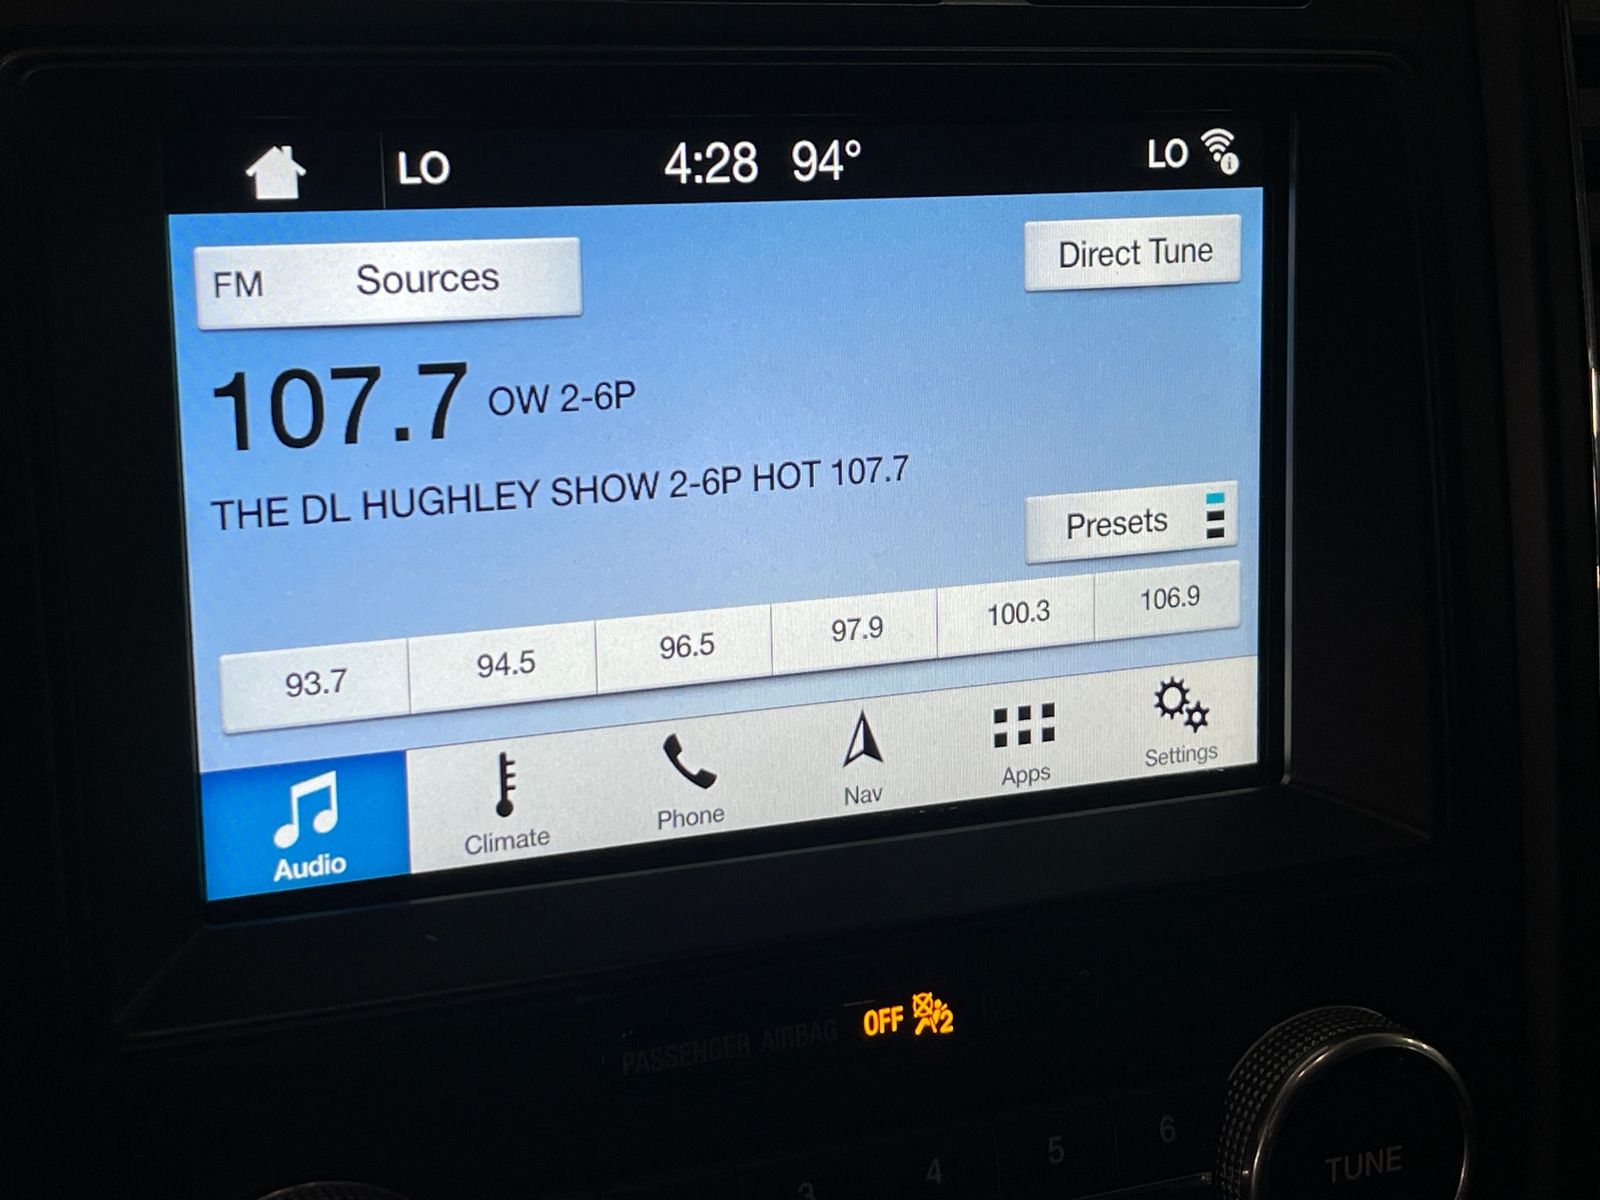 LO 4:28 94° LO
FM Sources
Direct Tune
107.7 OW 2-6P
THE DL HUGHLEY SHOW 2-6P HOT 107.7
Presets
93.7 94.5 96.5 97.9 100.3 106.9
Audio Climate Phone Nav Apps Settings
PASSENGER AIRBAG OFF 2
3 4 5 6
TUNE